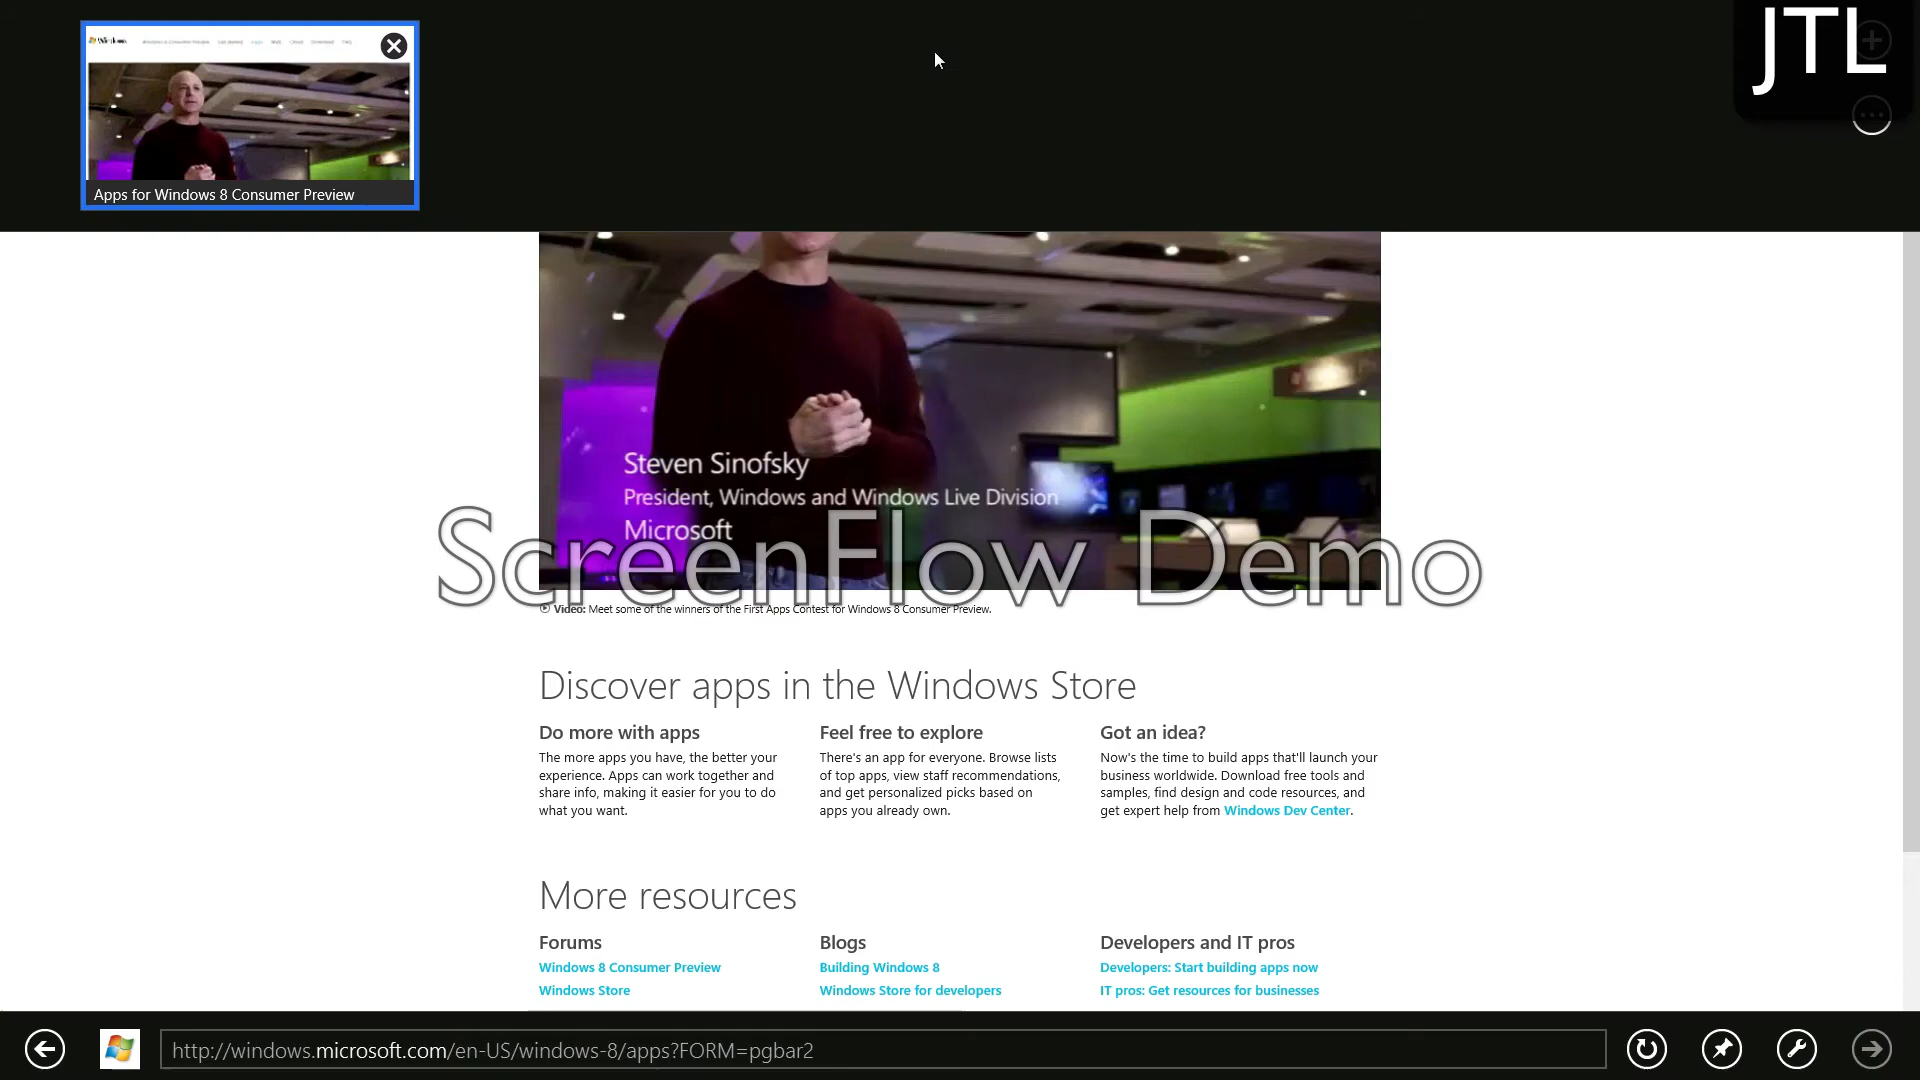 JTL
Apps for Windows 8 Consumer Preview
Steven Sinofsky
President, Windows and Windows Live Division
Microsoft
ScreenFlow Demo
Video: Meet some of the winners of the First Apps Contest for Windows 8 Consumer Preview.
Discover apps in the Windows Store
Do more with apps
The more apps you have, the better your
experience. Apps can work together and
share info, making it easier for you to do
what you want.
Feel free to explore
There's an app for everyone. Browse lists
of top apps, view staff recommendations,
and get personalized picks based on
apps you already own.
Got an idea?
Now's the time to build apps that'll launch your
business worldwide. Download free tools and
samples, find design and code resources, and
get expert help from Windows Dev Center.
More resources
Forums
Windows 8 Consumer Preview
Windows Store
Blogs
Building Windows 8
Windows Store for developers
Developers and IT pros
Developers: Start building apps now
IT pros: Get resources for businesses
http://windows.microsoft.com/en-US/windows-8/apps?FORM=pgbar2